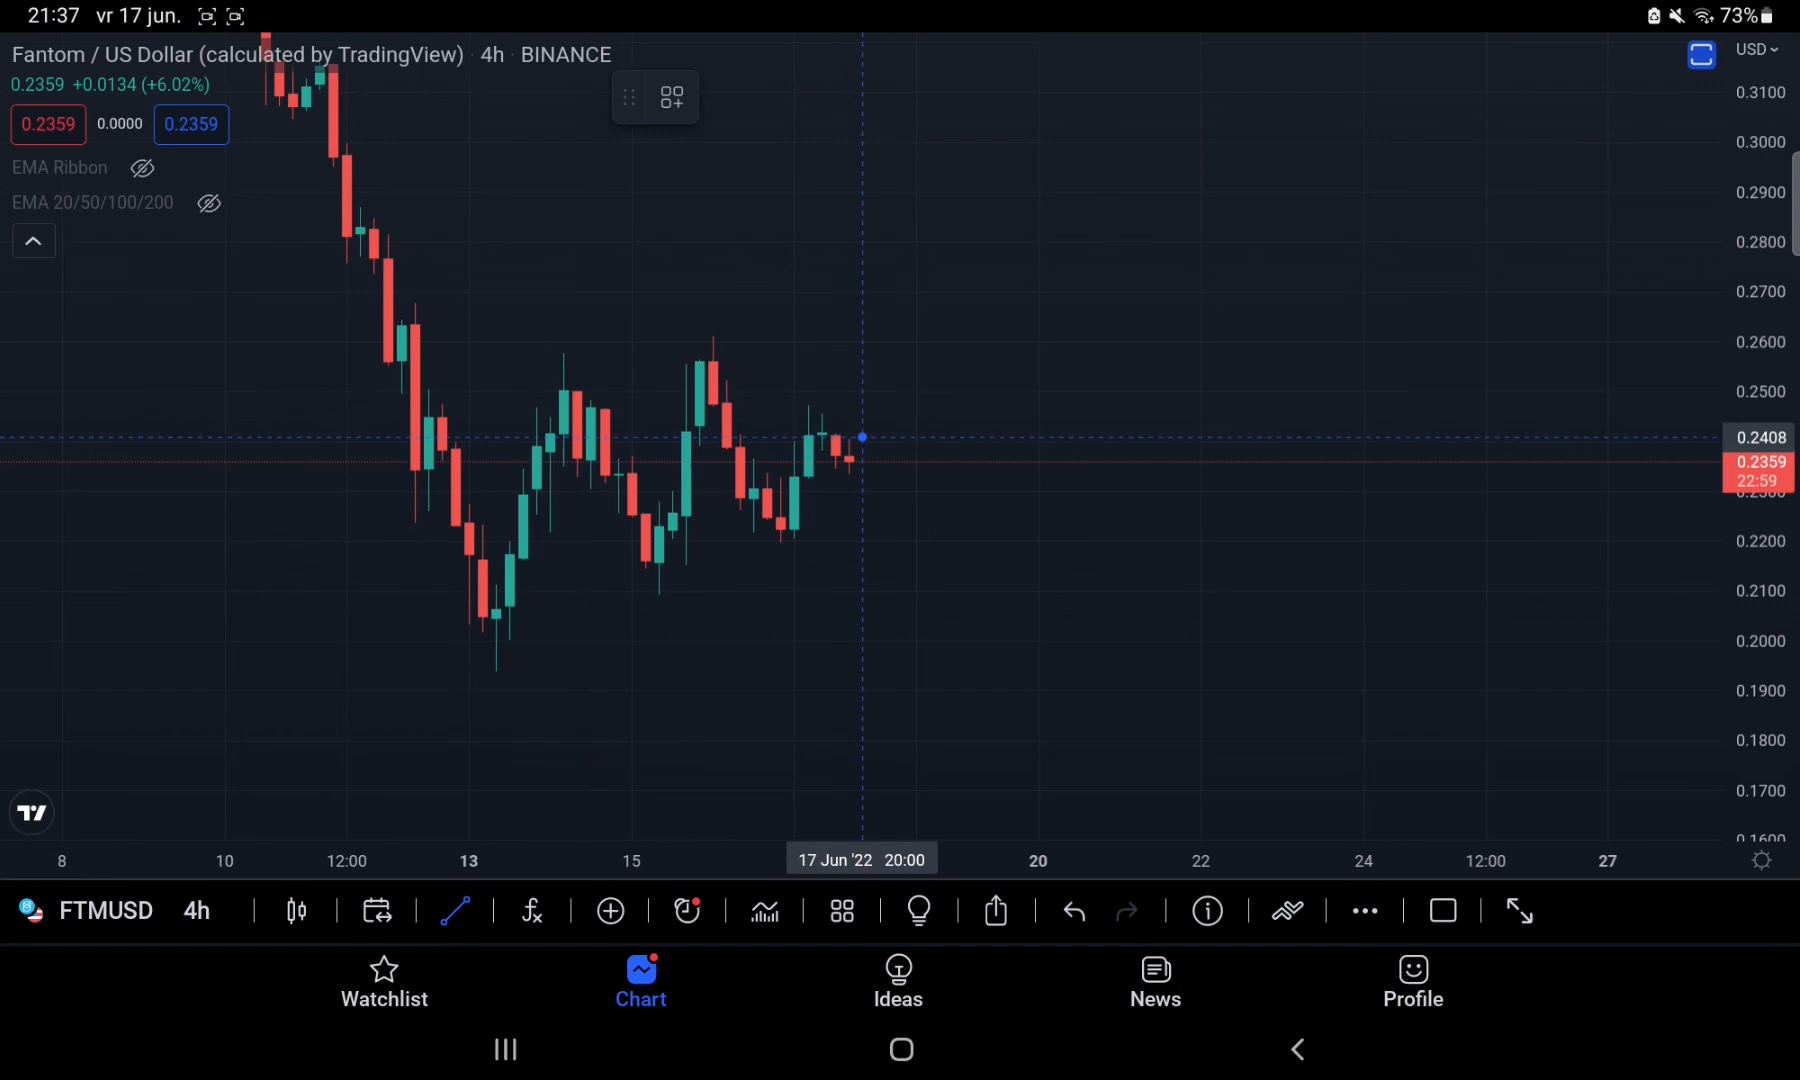 21:37 vr 17 jun. 73%
Fantom / US Dollar (calculated by TradingView) · 4h · BINANCE
USD
0.2359 +0.0134 (+6.02%)
0.2359 0.0000 0.2359
EMA Ribbon
EMA 20/50/100/200
0.3100
0.3000
0.2900
0.2800
0.2700
0.2600
0.2500
0.2408
0.2359
22:59
0.2300
0.2200
0.2100
0.2000
0.1900
0.1800
0.1700
0.1600
8 10 12:00 13 15 17 Jun '22 20:00 20 22 24 12:00 27
FTMUSD 4h
Watchlist Chart Ideas News Profile